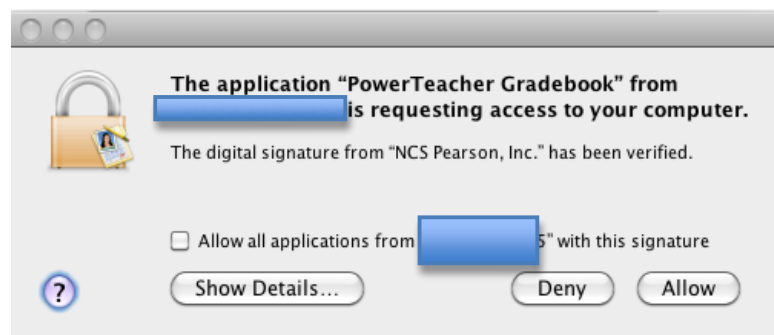 The application “PowerTeacher Gradebook” from
is requesting access to your computer.
The digital signature from “NCS Pearson, Inc.” has been verified.
Allow all applications from ” with this signature
?
Show Details... Deny Allow